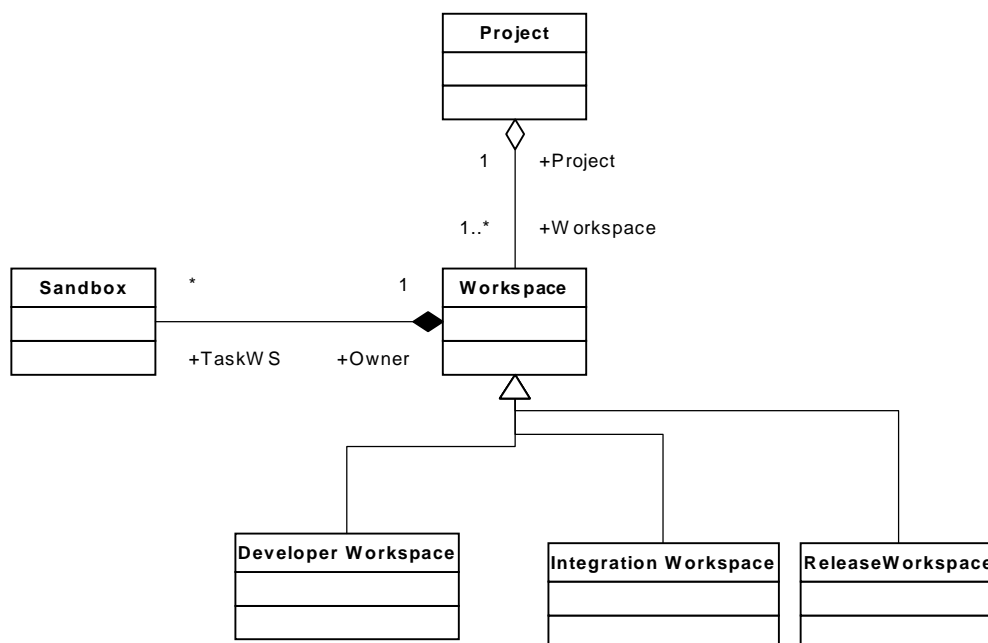 Project
1 +Project
1..* +Workspace
Sandbox * 1 Workspace
+TaskWS +Owner
Developer Workspace
Integration Workspace ReleaseWorkspace